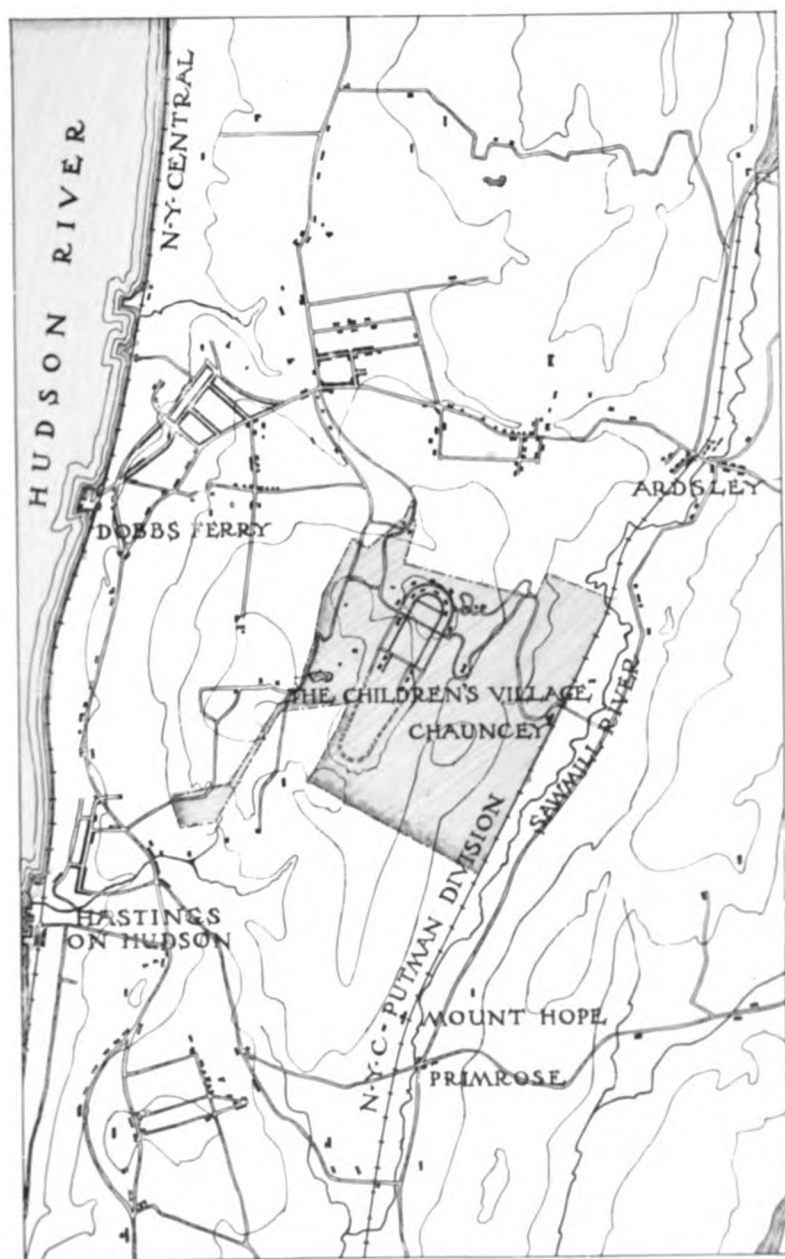 HUDSON RIVER
N·Y·CENTRAL
DOBBS FERRY
ARDSLEY
THE CHILDREN'S VILLAGE
CHAUNCEY
SAWMILL RIVER
HASTINGS
ON HUDSON
N·Y·C·PUTMAN DIVISION
MOUNT HOPE
PRIMROSE